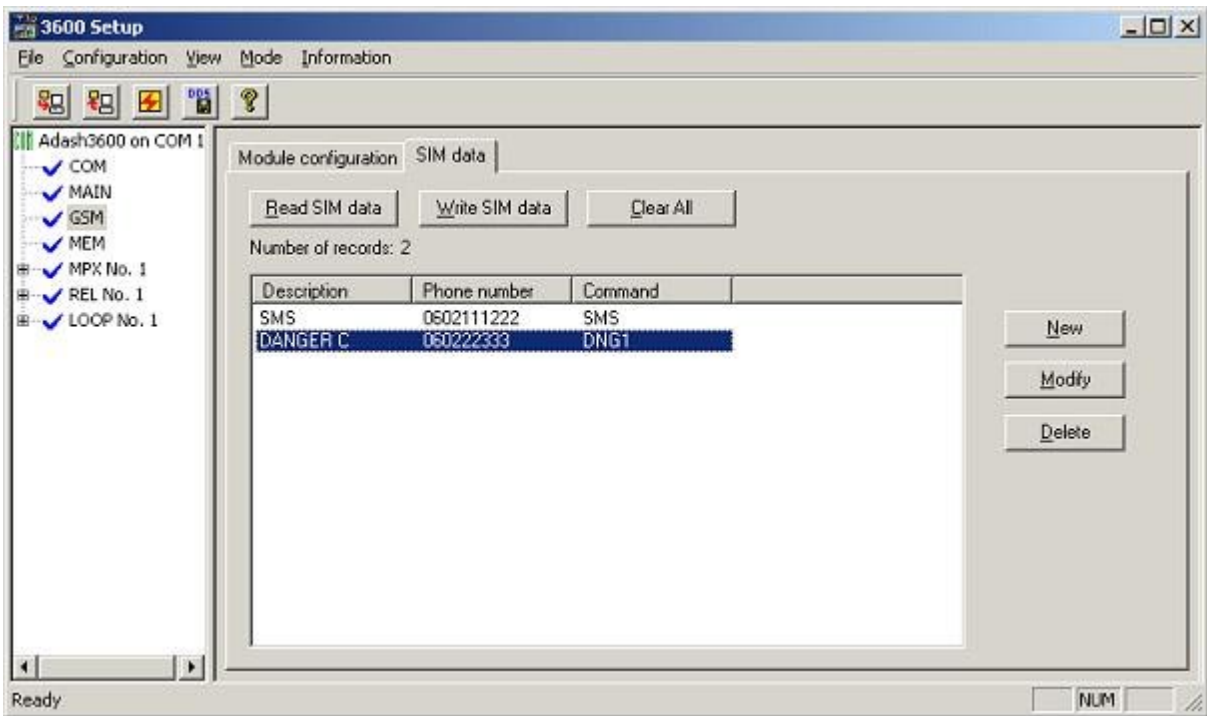 3600 Setup
File Configuration View Mode Information
DDS
Adash3600 on COM 1
COM
MAIN
GSM
MEM
MPX No. 1
REL No. 1
LOOP No. 1
Module configuration SIM data
Read SIM data Write SIM data Clear All
Number of records: 2
Description Phone number Command
SMS 0602111222 SMS
DANGER C 060222333 DNG1
New
Modify
Delete
Ready NUM